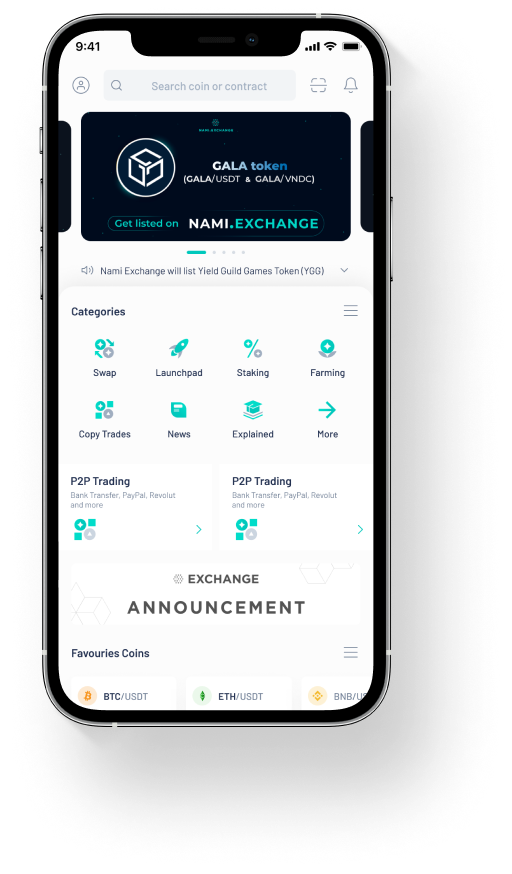 9:41
Search coin or contract
NAMI.EXCHANGE
GALA token
(GALA/USDT & GALA/VNDC)
Get listed on NAMI.EXCHANGE
Nami Exchange will list Yield Guild Games Token (YGG)
Categories
Swap Launchpad Staking Farming
Copy Trades News Explained More
P2P Trading P2P Trading
Bank Transfer, PayPal, Revolut Bank Transfer, PayPal, Revolut
and more and more
EXCHANGE
ANNOUNCEMENT
Favouries Coins
BTC/USDT ETH/USDT BNB/US